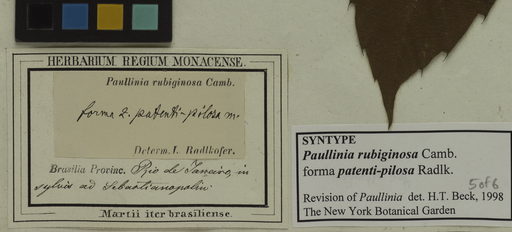 HERBARIUM REGIUM MONACENSE.
Paullinia rubiginosa Camb.
forma 2. patenti-pilosa m.
Determ. L. Radlkofer.
Brasilia Provinc. Rio de Janeiro, in
sylvis ad Sebastianopolin.
Martii iter brasiliense.
SYNTYPE
Paullinia rubiginosa Camb.
forma patenti-pilosa Radlk.
5 of 6
Revision of Paullinia det. H.T. Beck, 1998
The New York Botanical Garden